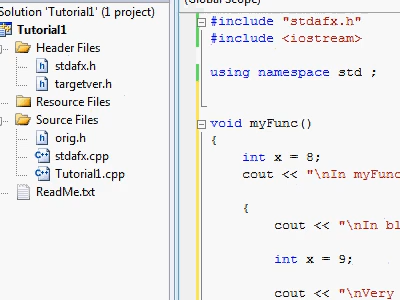 Solution 'Tutorial1' (1 project)
Tutorial1
Header Files
stdafx.h
targetver.h
Resource Files
Source Files
orig.h
stdafx.cpp
Tutorial1.cpp
ReadMe.txt
#include "stdafx.h"
#include <iostream>
using namespace std ;
void myFunc()
{
int x = 8;
cout << "\nIn myFunc
{
cout << "\nIn bl
int x = 9;
cout << "\nVery